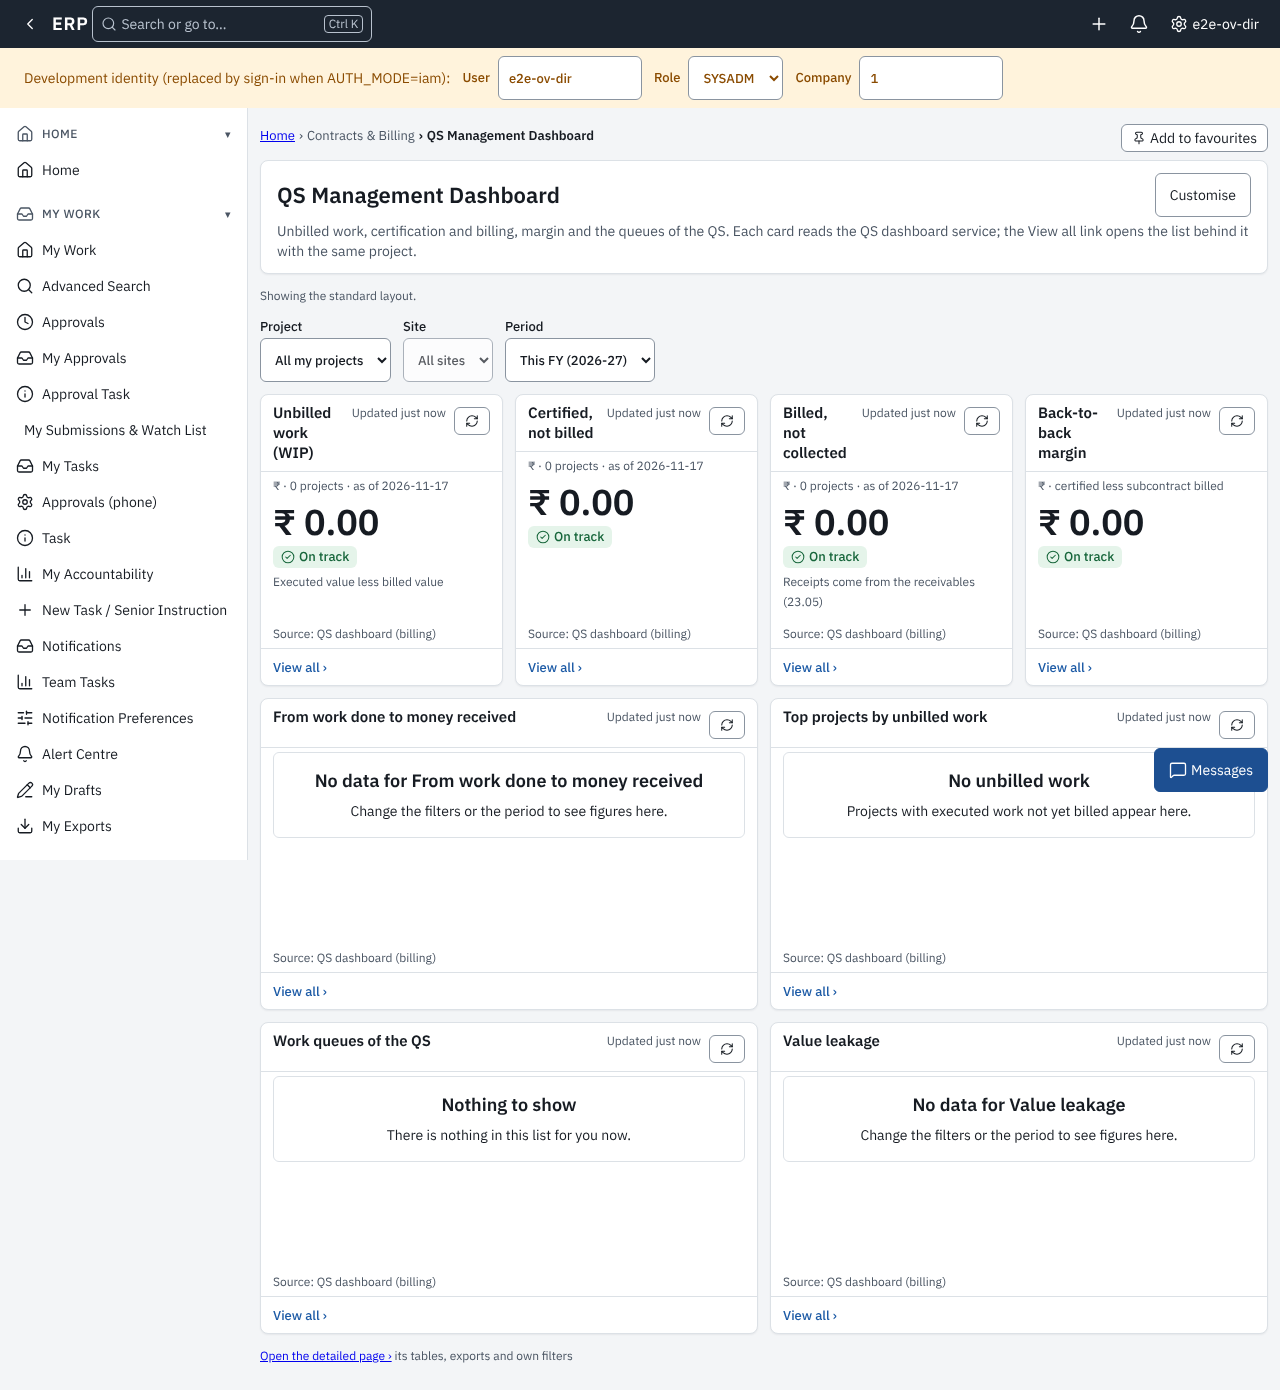 ERP
Search or go to...
Ctrl K
e2e-ov-dir
Development identity (replaced by sign-in when AUTH_MODE=iam):
User
e2e-ov-dir
Role
SYSADM
Company
1
HOME
Home
MY WORK
My Work
Advanced Search
Approvals
My Approvals
Approval Task
My Submissions & Watch List
My Tasks
Approvals (phone)
Task
My Accountability
New Task / Senior Instruction
Notifications
Team Tasks
Notification Preferences
Alert Centre
My Drafts
My Exports
Home › Contracts & Billing › QS Management Dashboard
Add to favourites
QS Management Dashboard
Customise
Unbilled work, certification and billing, margin and the queues of the QS. Each card reads the QS dashboard service; the View all link opens the list behind it
with the same project.
Showing the standard layout.
Project
All my projects
Site
All sites
Period
This FY (2026-27)
Unbilled
work
(WIP)
Updated just now
₹ · 0 projects · as of 2026-11-17
₹ 0.00
On track
Executed value less billed value
Source: QS dashboard (billing)
View all ›
Certified,
not billed
Updated just now
₹ · 0 projects · as of 2026-11-17
₹ 0.00
On track
Source: QS dashboard (billing)
View all ›
Billed,
not
collected
Updated just now
₹ · 0 projects · as of 2026-11-17
₹ 0.00
On track
Receipts come from the receivables
(23.05)
Source: QS dashboard (billing)
View all ›
Back-to-
back
margin
Updated just now
₹ · certified less subcontract billed
₹ 0.00
On track
Source: QS dashboard (billing)
View all ›
From work done to money received
Updated just now
No data for From work done to money received
Change the filters or the period to see figures here.
Source: QS dashboard (billing)
View all ›
Top projects by unbilled work
Updated just now
Messages
No unbilled work
Projects with executed work not yet billed appear here.
Source: QS dashboard (billing)
View all ›
Work queues of the QS
Updated just now
Nothing to show
There is nothing in this list for you now.
Source: QS dashboard (billing)
View all ›
Value leakage
Updated just now
No data for Value leakage
Change the filters or the period to see figures here.
Source: QS dashboard (billing)
View all ›
Open the detailed page › its tables, exports and own filters